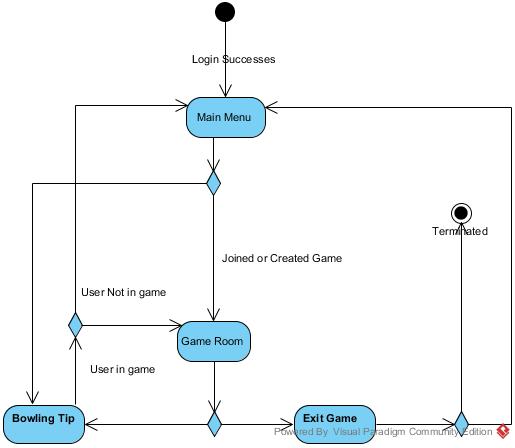 Login Successes
Main Menu
Terminated
Joined or Created Game
User Not in game
Game Room
User in game
Bowling Tip
Exit Game
Powered By Visual Paradigm Community Edition